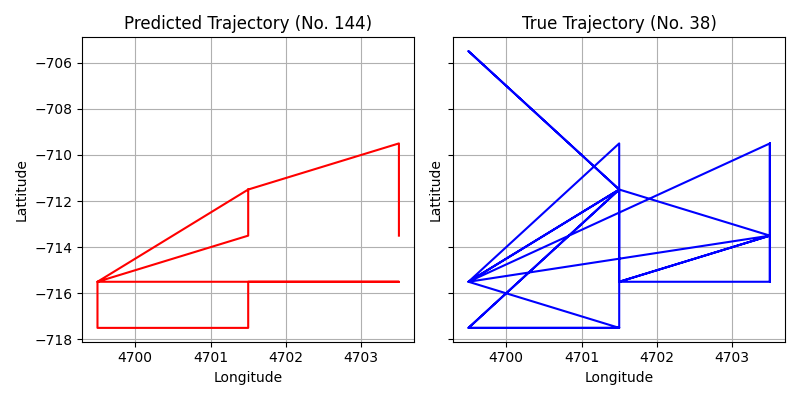 Predicted Trajectory (No. 144)
True Trajectory (No. 38)
Lattitude
−706
−708
−710
−712
−714
−716
−718
4700
4701
4702
4703
Longitude
Lattitude
4700
4701
4702
4703
Longitude